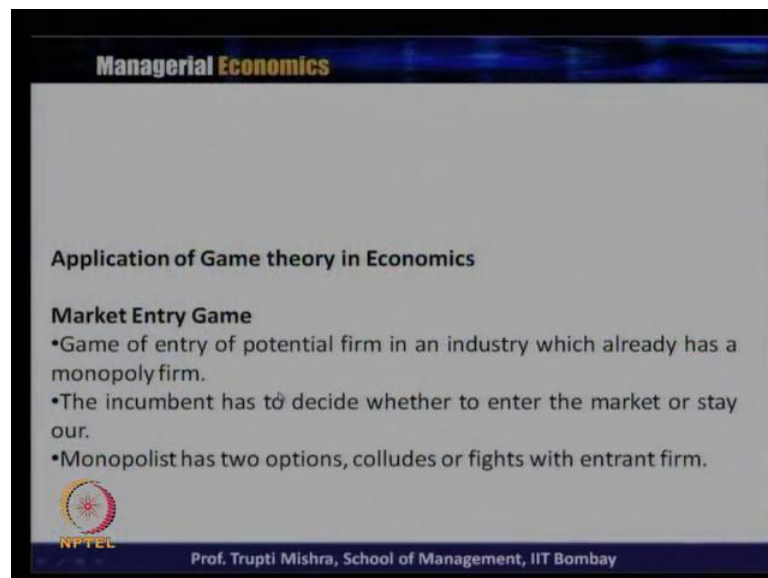 Managerial Economics
Application of Game theory in Economics
Market Entry Game
•Game of entry of potential firm in an industry which already has a
monopoly firm.
•The incumbent has to decide whether to enter the market or stay
our.
•Monopolist has two options, colludes or fights with entrant firm.
NPTEL
Prof. Trupti Mishra, School of Management, IIT Bombay